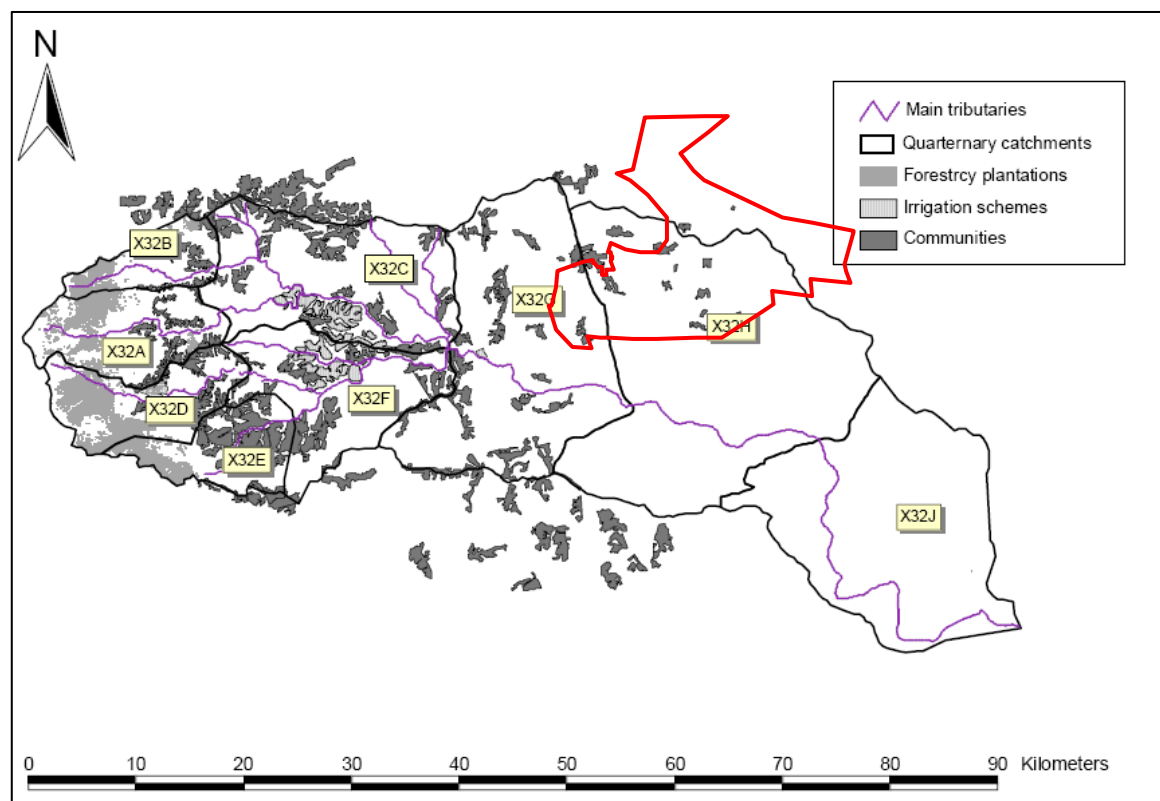 N
Main tributaries
Quarternary catchments
Forestrcy plantations
Irrigation schemes
Communities
X32B
X32C
X32A
X32G
X32H
X32D
X32F
X32E
X32J
0 10 20 30 40 50 60 70 80 90 Kilometers